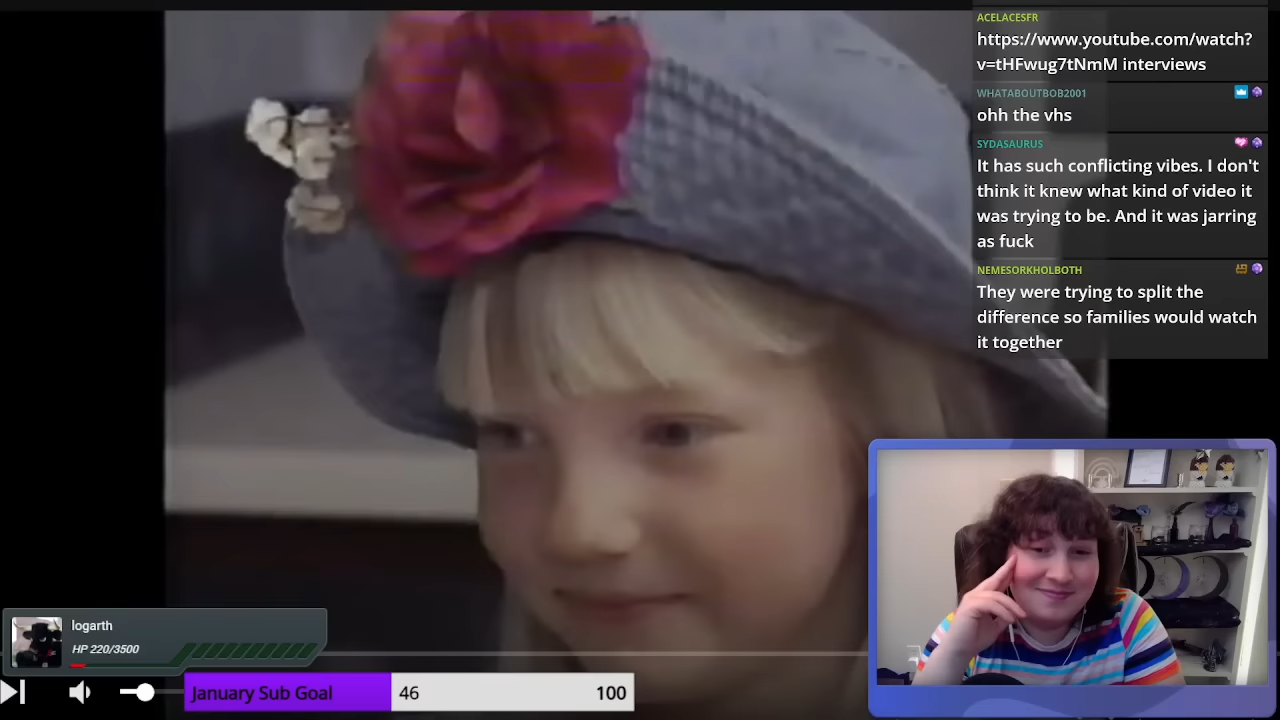 ACELACESFR
https://www.youtube.com/watch?
v=tHFwug7tNmM interviews
WHATABOUTBOB2001
ohh the vhs
SYDASAURUS
It has such conflicting vibes. I don't
think it knew what kind of video it
was trying to be. And it was jarring
as fuck
NEMESORKHOLBOTH
They were trying to split the
difference so families would watch
it together
logarth
HP 220/3500
January Sub Goal
46
100